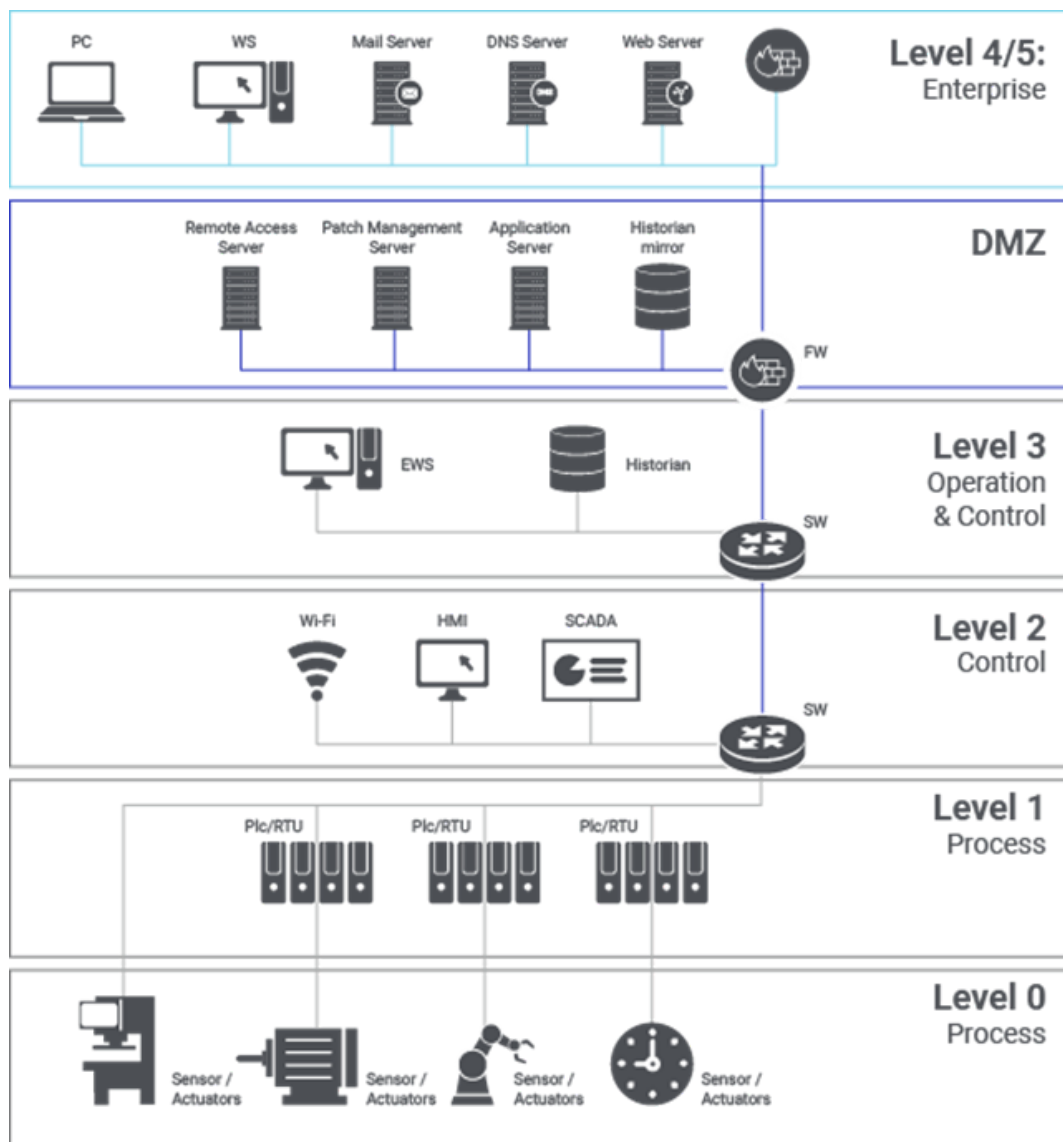 PC
WS
Mail Server
DNS Server
Web Server
Level 4/5:
Enterprise
Remote Access
Server
Patch Management
Server
Application
Server
Historian
mirror
DMZ
FW
EWS
Historian
Level 3
Operation
& Control
SW
Wi-Fi
HMI
SCADA
Level 2
Control
SW
Plc/RTU
Plc/RTU
Plc/RTU
Level 1
Process
Level 0
Process
Sensor /
Actuators
Sensor /
Actuators
Sensor /
Actuators
Sensor /
Actuators